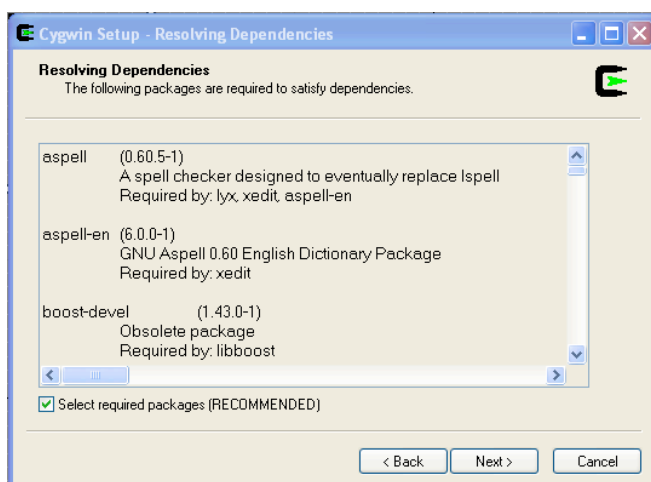 Cygwin Setup - Resolving Dependencies
Resolving Dependencies
The following packages are required to satisfy dependencies.
aspell (0.60.5-1)
A spell checker designed to eventually replace Ispell
Required by: lyx, xedit, aspell-en
aspell-en (6.0.0-1)
GNU Aspell 0.60 English Dictionary Package
Required by: xedit
boost-devel (1.43.0-1)
Obsolete package
Required by: libboost
Select required packages (RECOMMENDED)
< Back Next > Cancel